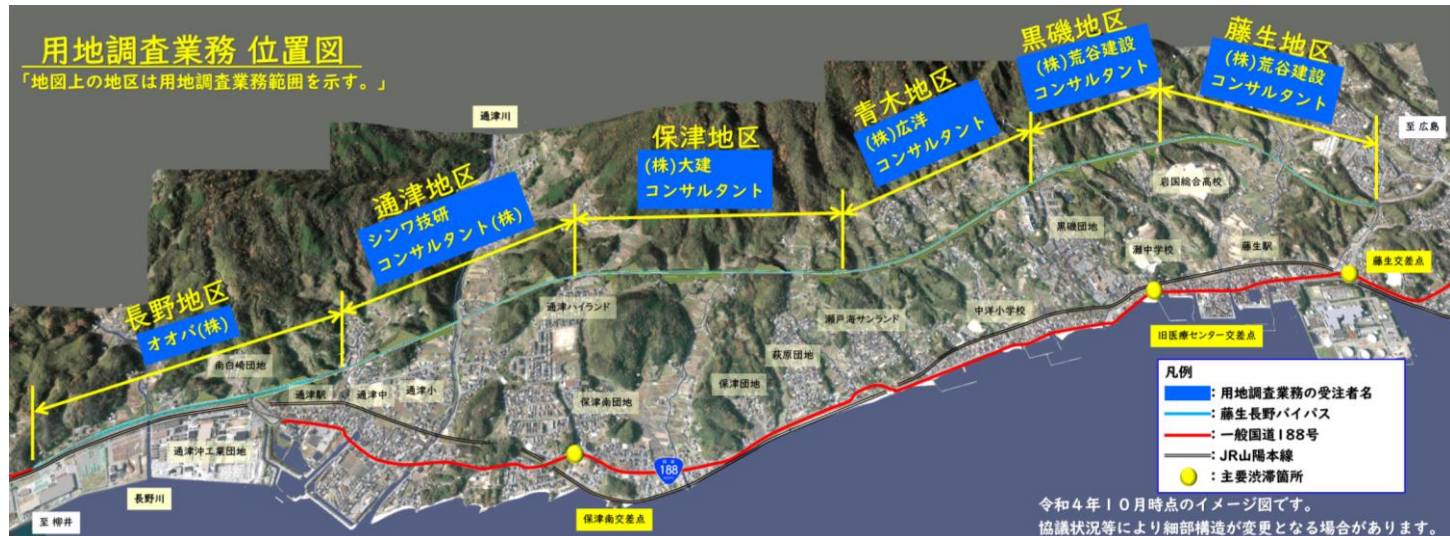 用地調査業務 位置図
「地図上の地区は用地調査業務範囲を示す。」
長野地区
オオバ(株)
通津地区
シンワ技研
コンサルタント(株)
保津地区
(株)大建
コンサルタント
青木地区
(株)広洋
コンサルタント
黒磯地区
(株)荒谷建設
コンサルタント
藤生地区
(株)荒谷建設
コンサルタント
至 広島
通津川
岩国総合高校
黒磯団地
灘中学校
藤生駅
藤生交差点
通津ハイランド
瀬戸海サンランド
中洋小学校
旧医療センター交差点
南白崎団地
通津駅
通津中
通津小
保津南団地
保津団地
萩原団地
通津沖工業団地
長野川
至 柳井
保津南交差点
188
凡例
：用地調査業務の受注者名
：藤生長野バイパス
：一般国道188号
：JR山陽本線
：主要渋滞箇所
令和4年10月時点のイメージ図です。
協議状況等により細部構造が変更となる場合があります。